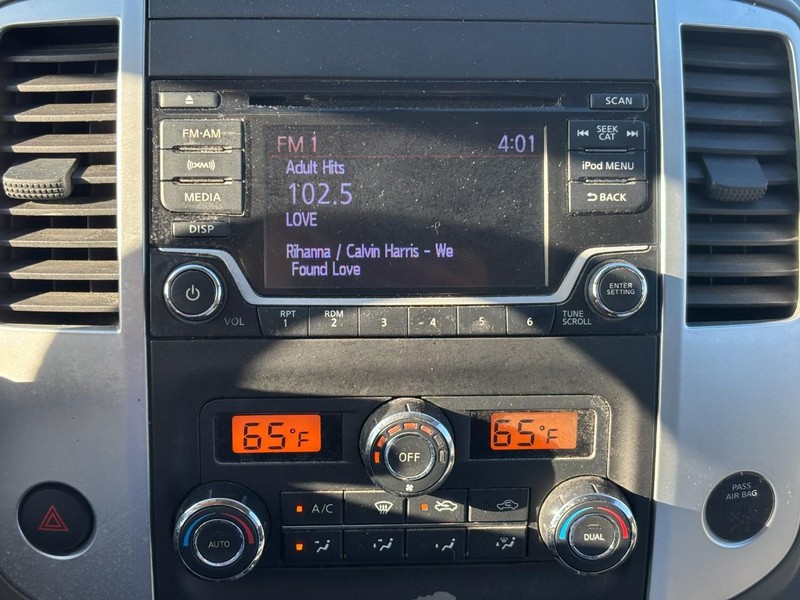 SCAN
FM·AM
XM
MEDIA
DISP
FM 1 4:01
Adult Hits
102.5
LOVE
Rihanna / Calvin Harris - We
Found Love
SEEK
CAT
iPod MENU
BACK
VOL
RPT
1
RDM
2
3
4
5
6
TUNE
SCROLL
ENTER
SETTING
65°F
OFF
65°F
A/C
AUTO
DUAL
PASS
AIR BAG